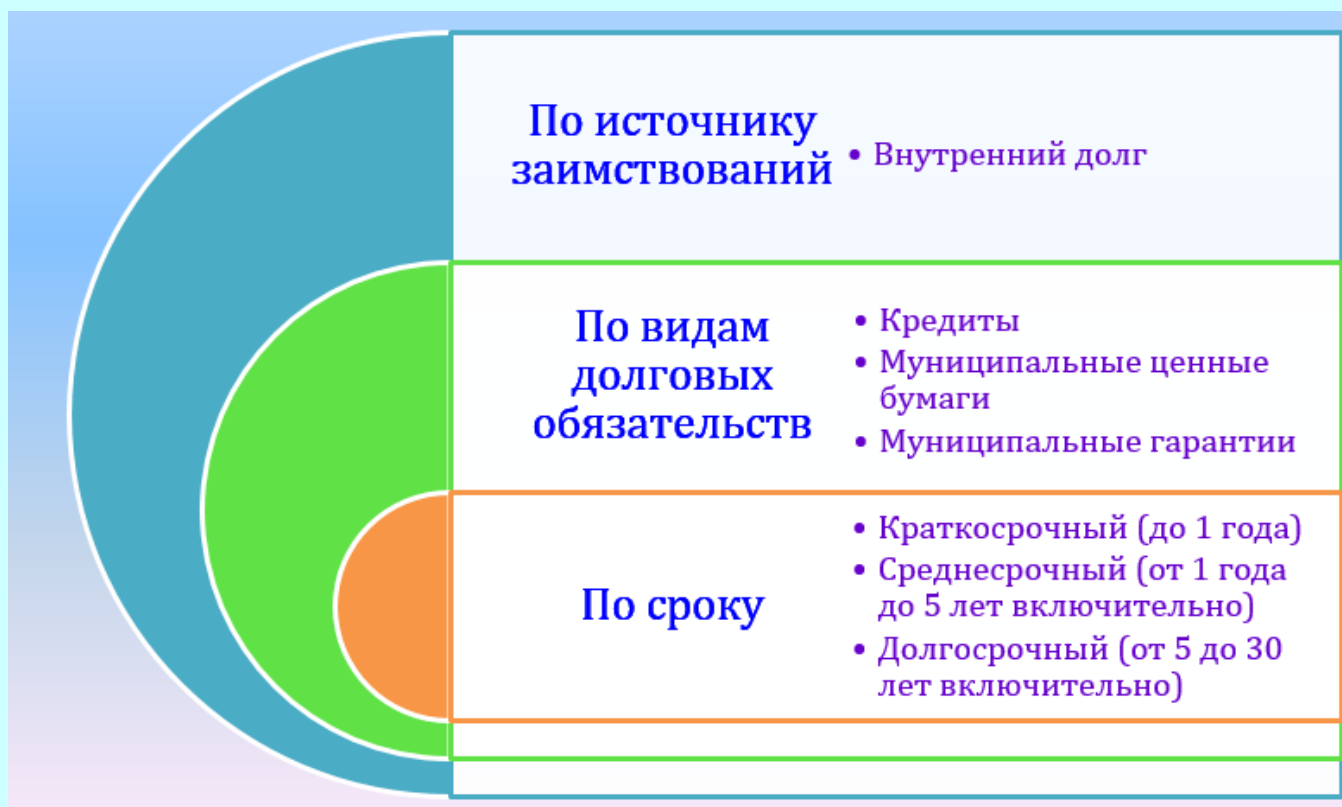 По источнику
заимствований
• Внутренний долг
По видам
долговых
обязательств
• Кредиты
• Муниципальные ценные
бумаги
• Муниципальные гарантии
По сроку
• Краткосрочный (до 1 года)
• Среднесрочный (от 1 года
до 5 лет включительно)
• Долгосрочный (от 5 до 30
лет включительно)